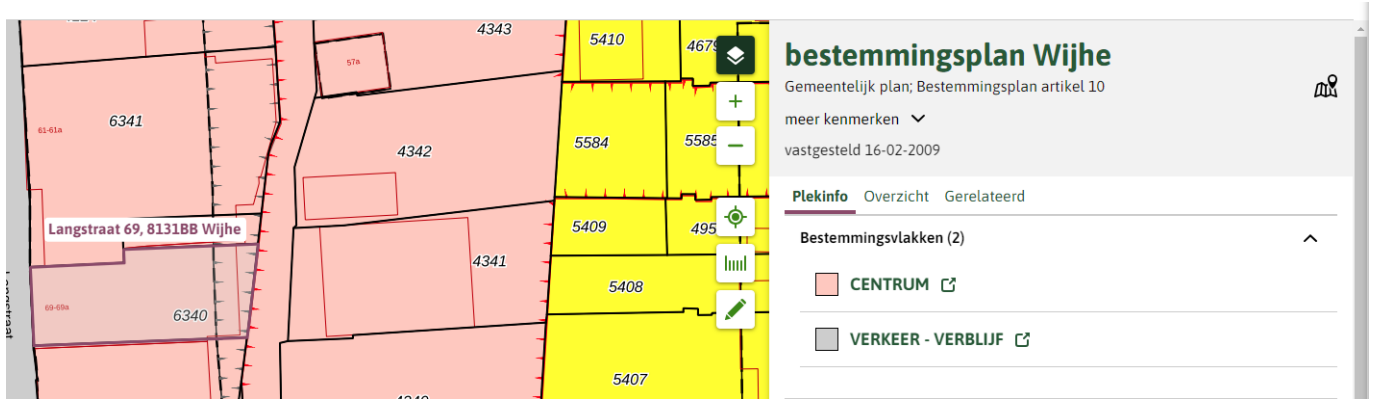 4343
5410
4679
57a
bestemmingsplan Wijhe
Gemeentelijk plan; Bestemmingsplan artikel 10
meer kenmerken
vastgesteld 16-02-2009
61-61a
6341
4342
5584
5585
Plekinfo Overzicht Gerelateerd
Langstraat 69, 8131BB Wijhe
5409
495
Bestemmingsvlakken (2)
4341
5408
CENTRUM
69-69a
6340
VERKEER - VERBLIJF
Langstraat
5407